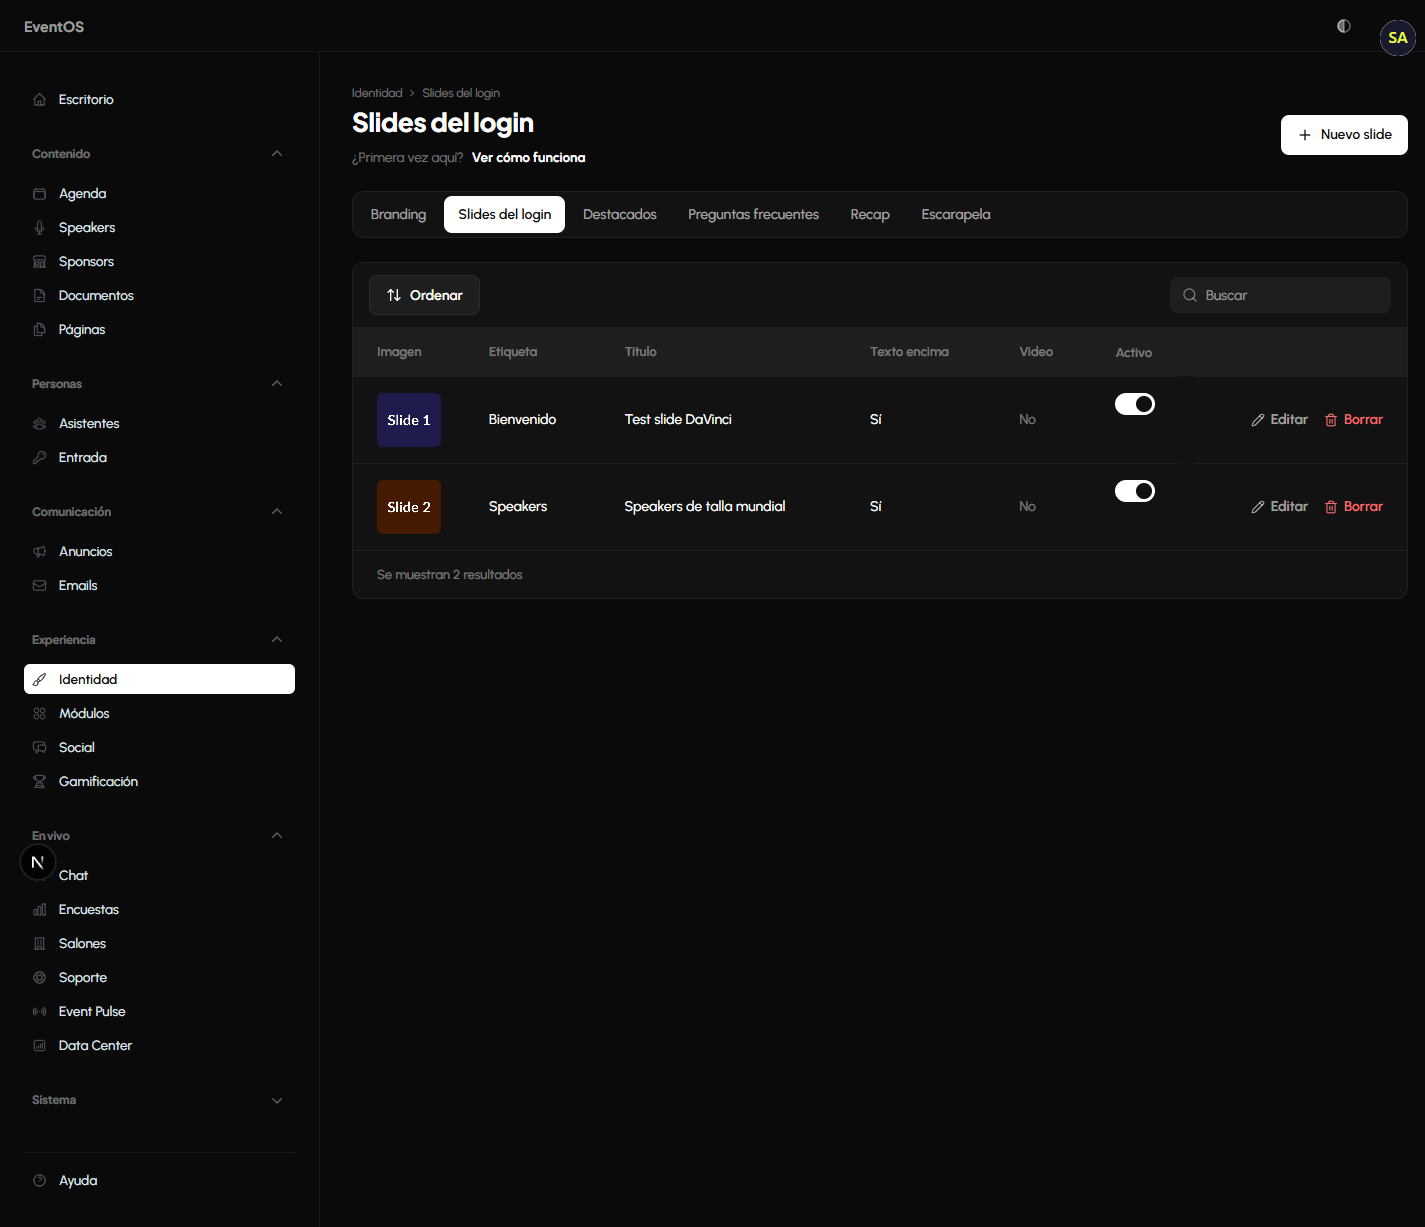 EventOS
SA
Escritorio
Contenido
Agenda
Speakers
Sponsors
Documentos
Páginas
Personas
Asistentes
Entrada
Comunicación
Anuncios
Emails
Experiencia
Identidad
Módulos
Social
Gamificación
En vivo
N
Chat
Encuestas
Salones
Soporte
Event Pulse
Data Center
Sistema
Ayuda
Identidad > Slides del login
Slides del login
¿Primera vez aquí? Ver cómo funciona
+ Nuevo slide
Branding Slides del login Destacados Preguntas frecuentes Recap Escarapela
Ordenar Buscar
Imagen Etiqueta Título Texto encima Video Activo
Slide 1 Bienvenido Test slide DaVinci Sí No Editar Borrar
Slide 2 Speakers Speakers de talla mundial Sí No Editar Borrar
Se muestran 2 resultados